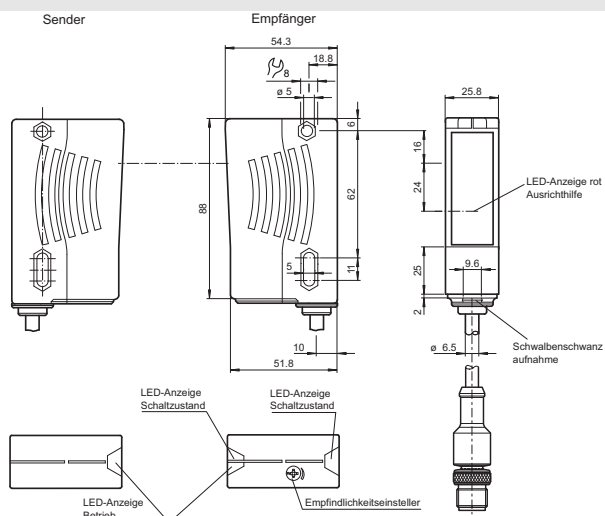 Sender
Empfänger
54.3
18.8
8
ø 5
6
25.8
16
24
LED-Anzeige rot
Ausrichthilfe
88
62
5
11
25
9.6
2
10
51.8
ø 6.5
Schwalbenschwanz
aufnahme
LED-Anzeige
Schaltzustand
LED-Anzeige
Schaltzustand
LED-Anzeige
Betrieb
Empfindlichkeitseinsteller